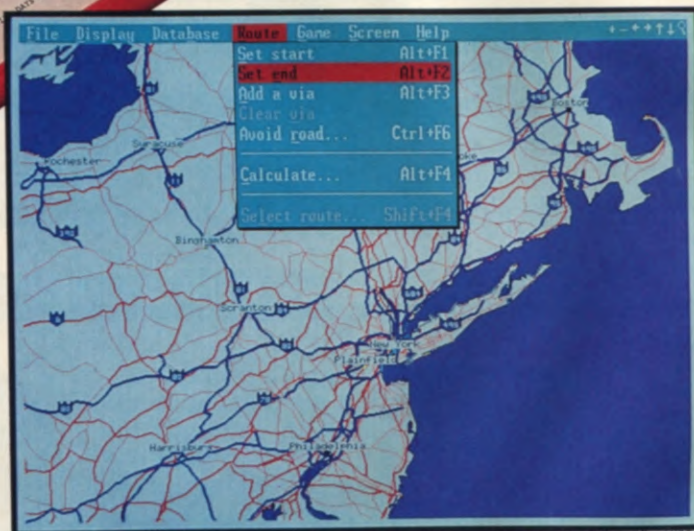 DAYS
File Display Database Route Game Screen Help
Set start Alt+F1
Set end Alt+F2
Add a via Alt+F3
Clear via
Avoid road... Ctrl+F6
Calculate... Alt+F4
Select route... Shift+F4
Boston
Rochester
Syracuse
oke
Binghamton
Scranton
New York
Plainfield
Harrisburg
Philadelphia